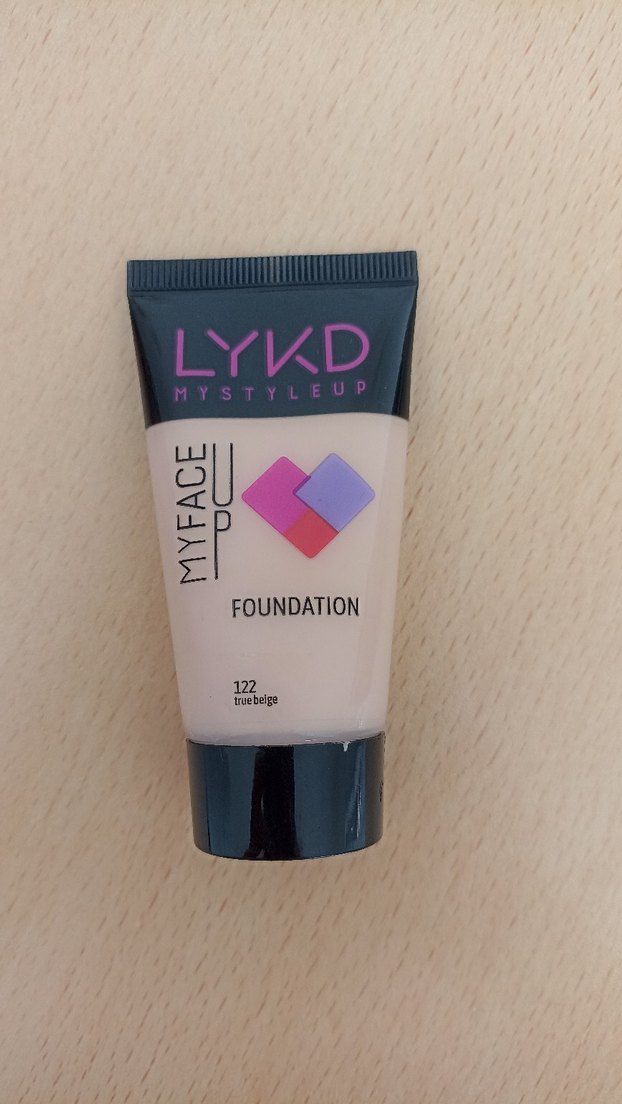 LYKD
MYSTYLEUP
MYFACE
UP
FOUNDATION
122
true beige